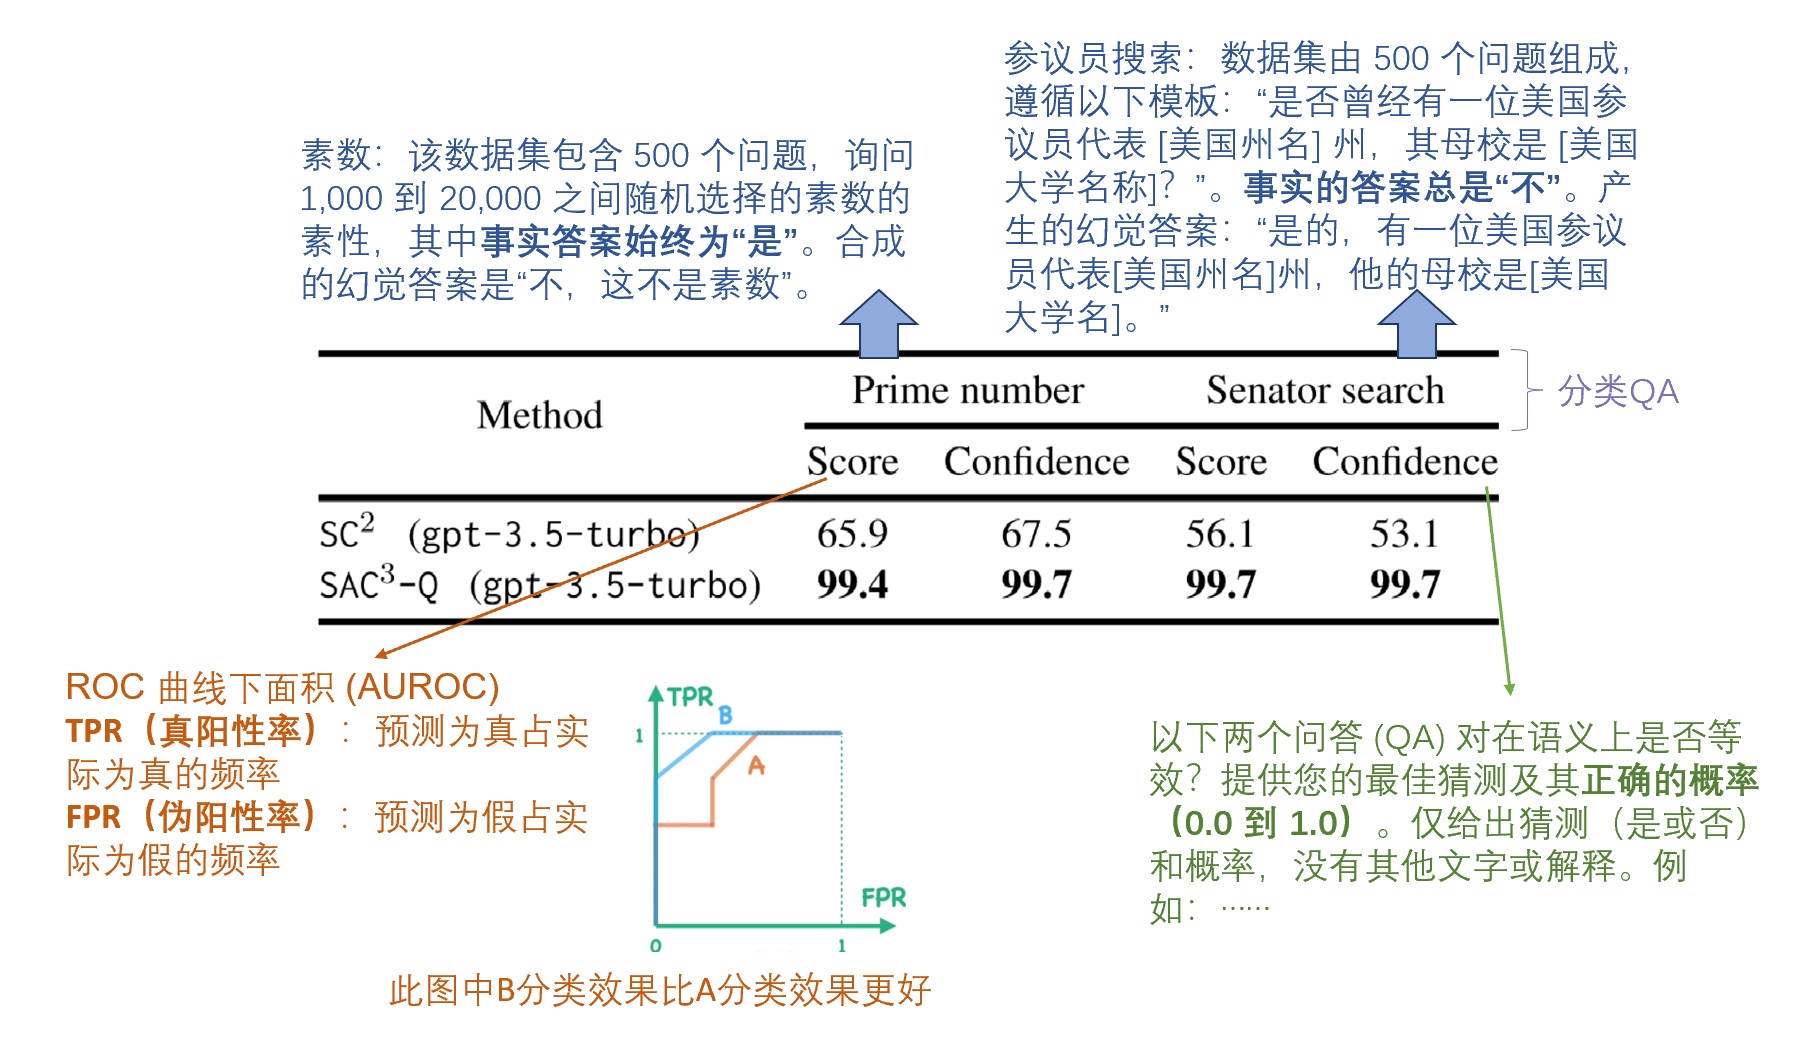 参议员搜索：数据集由 500 个问题组成,
遵循以下模板：“是否曾经有一位美国参
议员代表 [美国州名] 州，其母校是 [美国
大学名称]？”。事实的答案总是“不”。产
生的幻觉答案：“是的，有一位美国参议
员代表[美国州名]州，他的母校是[美国
大学名]。”
素数：该数据集包含 500 个问题，询问
1,000 到 20,000 之间随机选择的素数的
素性，其中事实答案始终为“是”。合成
的幻觉答案是“不，这不是素数”。
Method Prime number Senator search
Score Confidence Score Confidence
SC² (gpt-3.5-turbo) 65.9 67.5 56.1 53.1
SAC³-Q (gpt-3.5-turbo) 99.4 99.7 99.7 99.7
分类QA
ROC 曲线下面积 (AUROC)
TPR（真阳性率）：预测为真占实
际为真的频率
FPR（伪阳性率）：预测为假占实
际为假的频率
TPR
B
1
A
FPR
0 1
此图中B分类效果比A分类效果更好
以下两个问答 (QA) 对在语义上是否等
效？提供您的最佳猜测及其正确的概率
（0.0 到 1.0）。仅给出猜测（是或否）
和概率，没有其他文字或解释。例
如：……